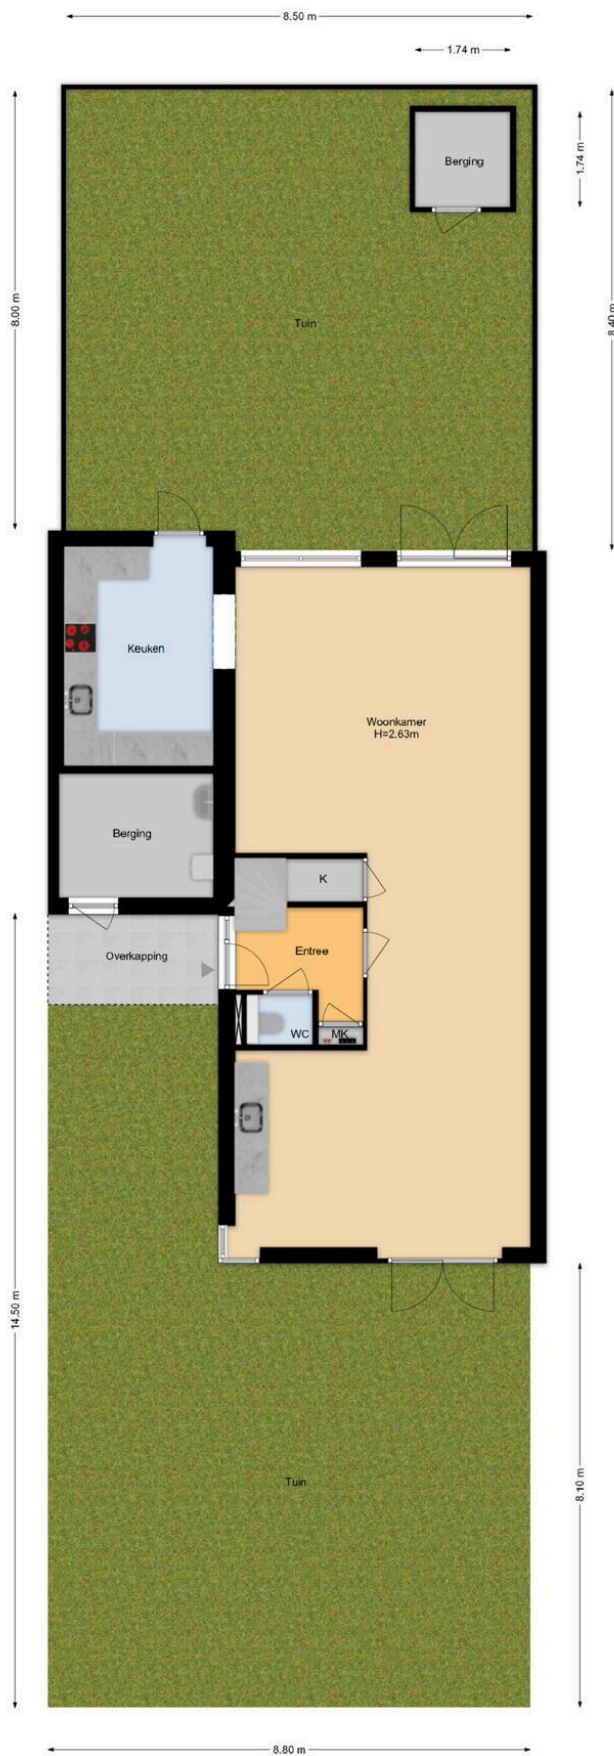 8.50 m
1.74 m
8.00 m
1.74 m
8.40 m
Berging
Tuin
Keuken
Woonkamer
H=2.63m
Berging
K
Overkapping
Entree
WC
MK
14.50 m
8.10 m
Tuin
8.80 m